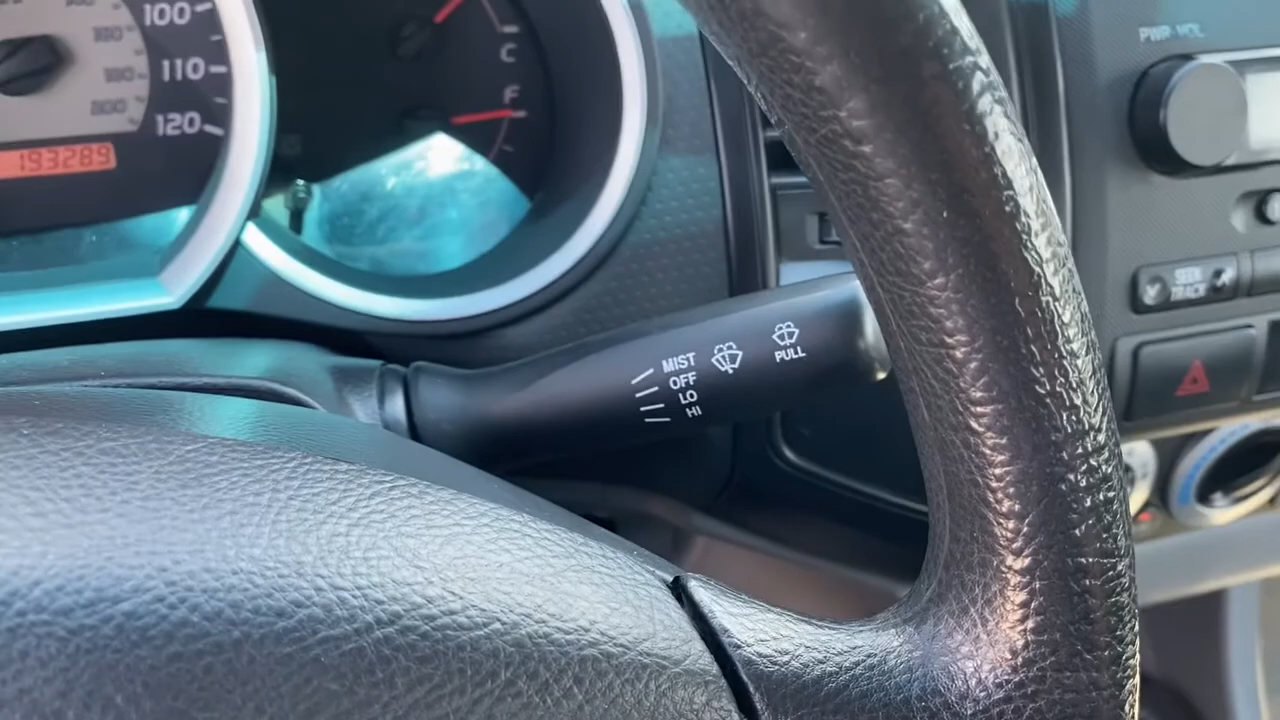 100
110
120
193289
C
F
MIST
OFF
LO
HI
PULL
PWR·VOL
SEEK
TRACK